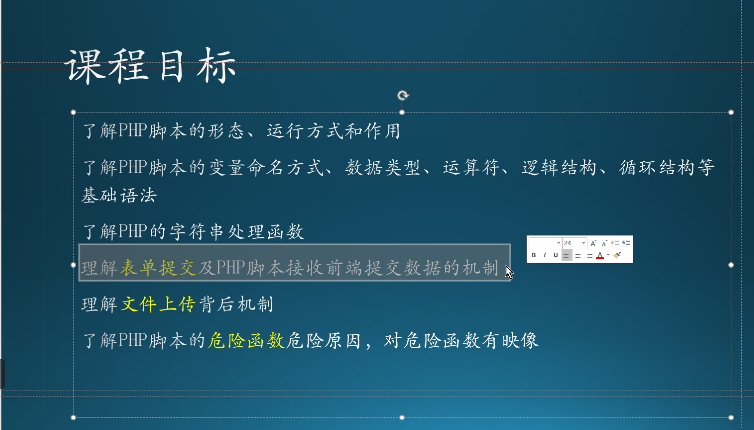 课程目标
了解PHP脚本的形态、运行方式和作用
了解PHP脚本的变量命名方式、数据类型、运算符、逻辑结构、循环结构等
基础语法
了解PHP的字符串处理函数
理解表单提交及PHP脚本接收前端提交数据的机制
24
B I U
理解文件上传背后机制
了解PHP脚本的危险函数危险原因，对危险函数有映像